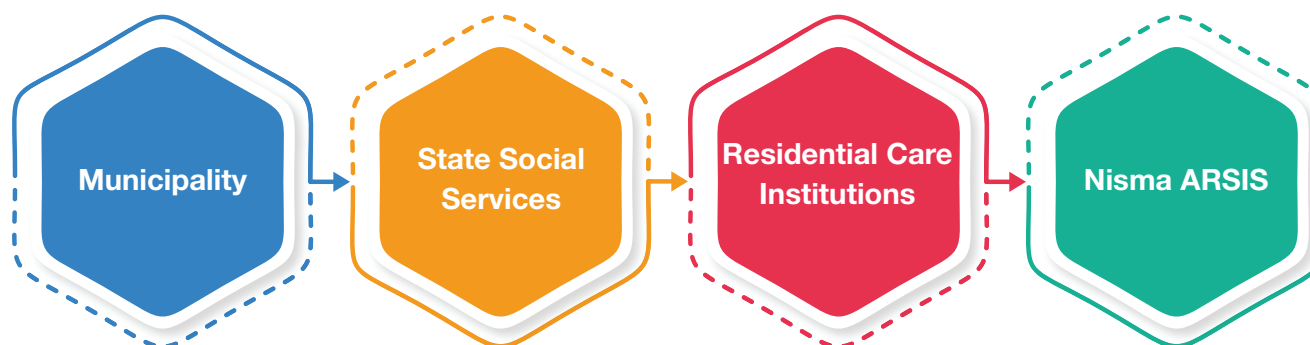 Municipality
State Social
Services
Residential Care
Institutions
Nisma ARSIS